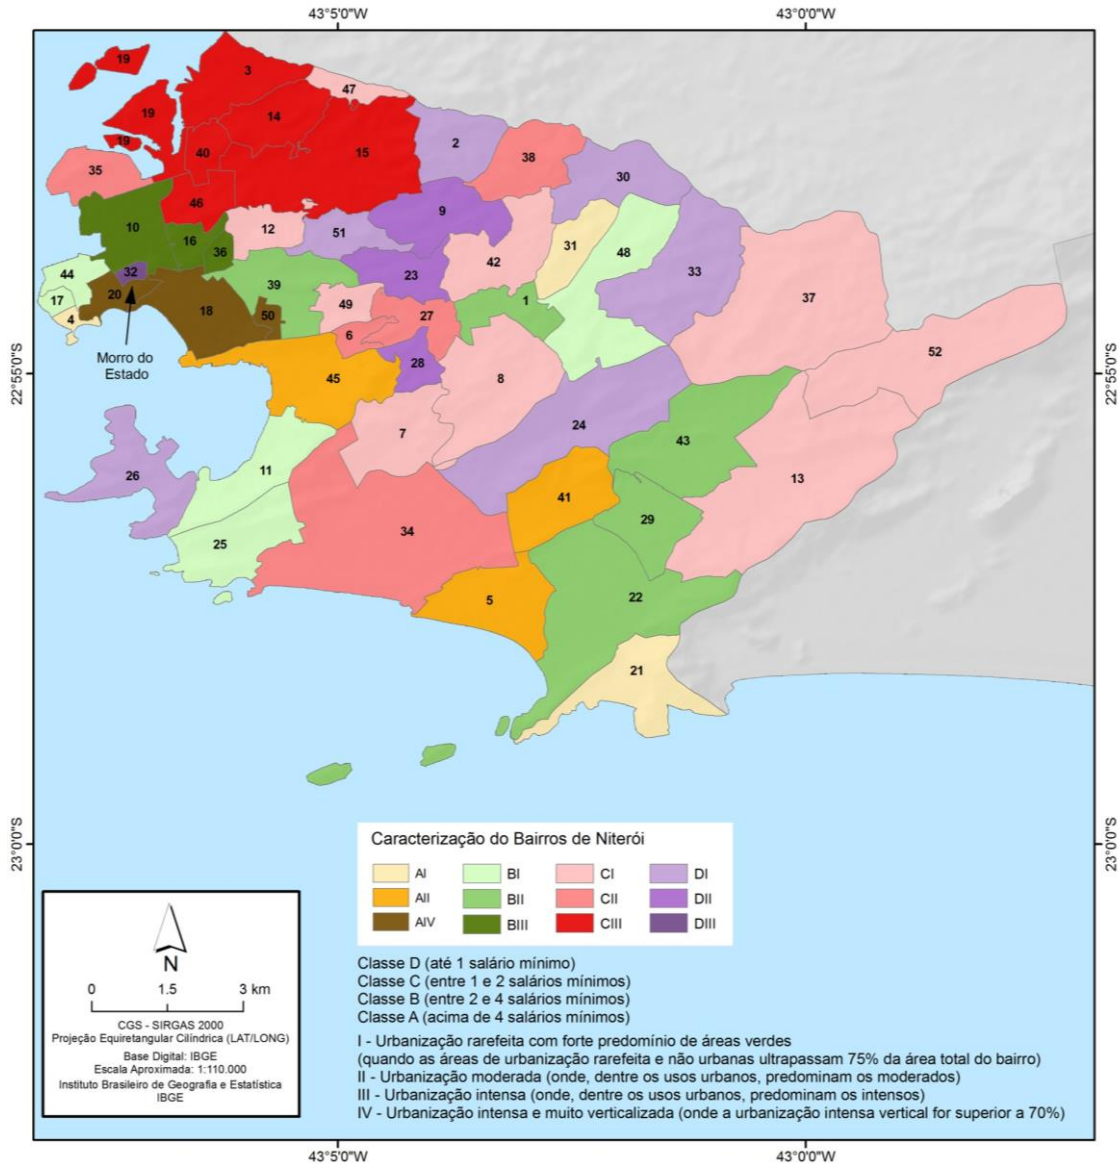 43°5'0"W
43°0'0"W
19
3
47
19
14
2
38
19
40
15
30
35
46
9
10
12
51
31
48
16
36
42
33
44
32
39
23
37
17
20
18
50
49
27
1
4
6
52
Morro do
Estado
28
22°55'0"S
22°55'0"S
45
8
7
24
43
26
11
13
41
29
25
34
5
22
21
23°0'0"S
23°0'0"S
Caracterização do Bairros de Niterói
AI
BI
CI
DI
AII
BII
CII
DII
AIV
BIII
CIII
DIII
Classe D (até 1 salário mínimo)
Classe C (entre 1 e 2 salários mínimos)
Classe B (entre 2 e 4 salários mínimos)
Classe A (acima de 4 salários mínimos)
I - Urbanização rarefeita com forte predomínio de áreas verdes
(quando as áreas de urbanização rarefeita e não urbanas ultrapassam 75% da área total do bairro)
II - Urbanização moderada (onde, dentre os usos urbanos, predominam os moderados)
III - Urbanização intensa (onde, dentre os usos urbanos, predominam os intensos)
IV - Urbanização intensa e muito verticalizada (onde a urbanização intensa vertical for superior a 70%)
N
0 1.5 3 km
CGS - SIRGAS 2000
Projeção Equiretangular Cilíndrica (LAT/LONG)
Base Digital: IBGE
Escala Aproximada: 1:110.000
Instituto Brasileiro de Geografia e Estatística
IBGE
43°5'0"W
43°0'0"W